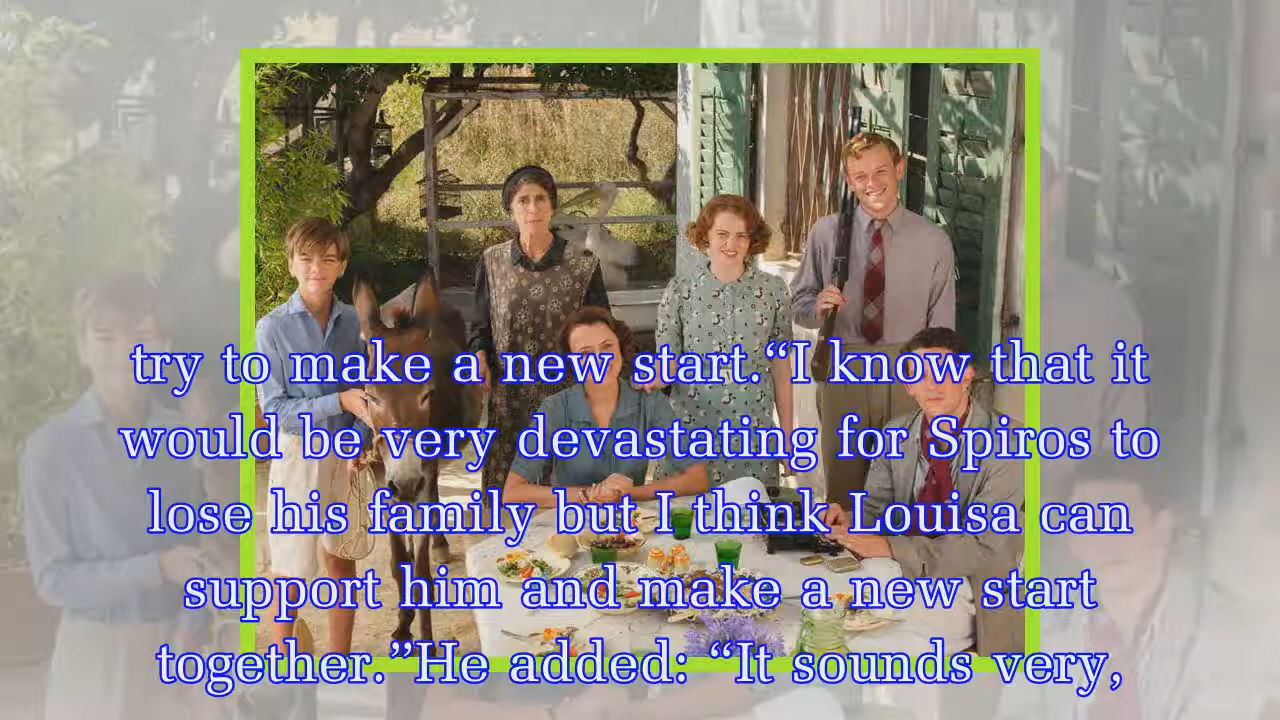 try to make a new start.“I know that it
would be very devastating for Spiros to
lose his family but I think Louisa can
support him and make a new start
together.”He added: “It sounds very,